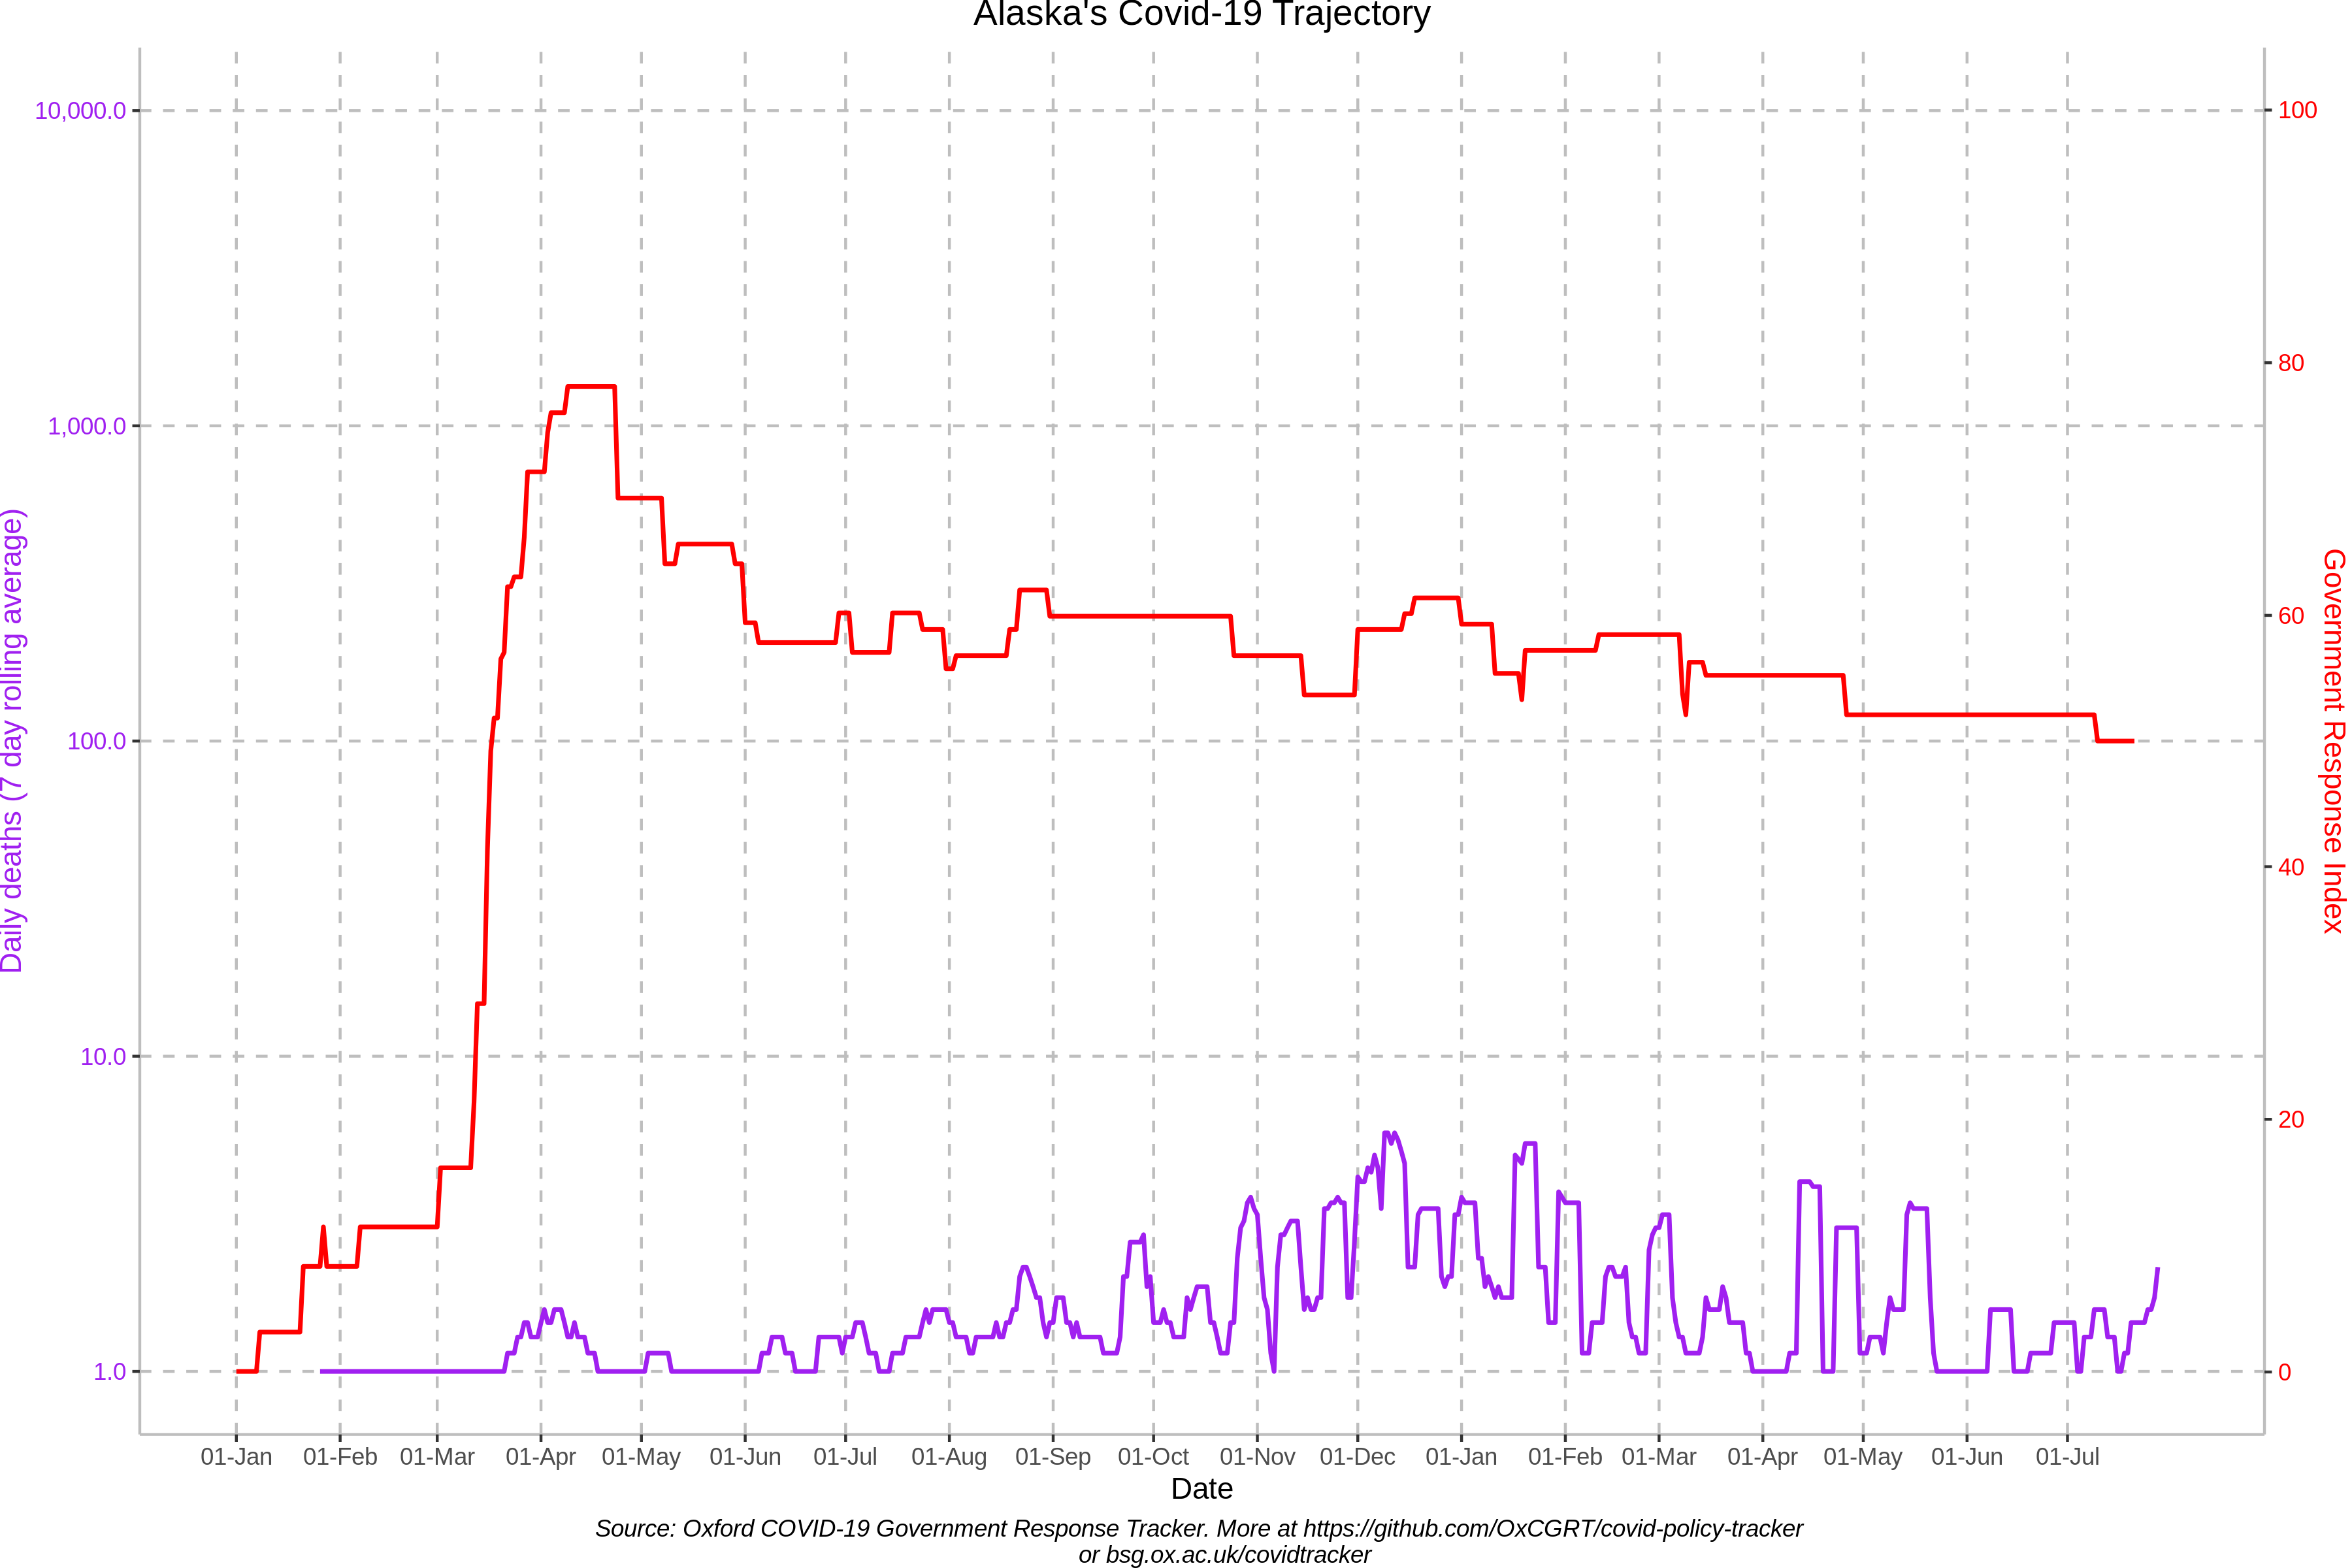 Alaska's Covid-19 Trajectory
10,000.0
1,000.0
100.0
10.0
1.0
Daily deaths (7 day rolling average)
100
80
60
40
20
0
Government Response Index
01-Jan 01-Feb 01-Mar 01-Apr 01-May 01-Jun 01-Jul 01-Aug 01-Sep 01-Oct 01-Nov 01-Dec 01-Jan 01-Feb 01-Mar 01-Apr 01-May 01-Jun 01-Jul
Date
Source: Oxford COVID-19 Government Response Tracker. More at https://github.com/OxCGRT/covid-policy-tracker
or bsg.ox.ac.uk/covidtracker